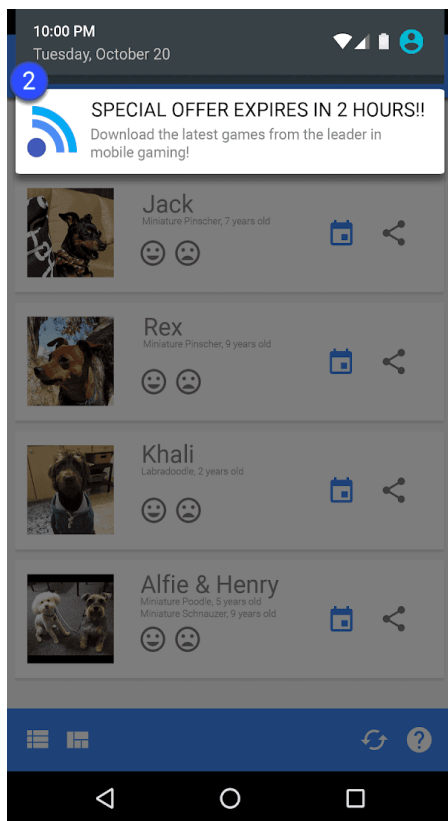 10:00 PM
Tuesday, October 20
2
SPECIAL OFFER EXPIRES IN 2 HOURS!!
Download the latest games from the leader in
mobile gaming!
Jack
Miniature Pinscher, 7 years old
Rex
Miniature Pinscher, 9 years old
Khali
Labradoodle, 2 years old
Alfie & Henry
Miniature Poodle, 5 years old
Miniature Schnauzer, 9 years old
?